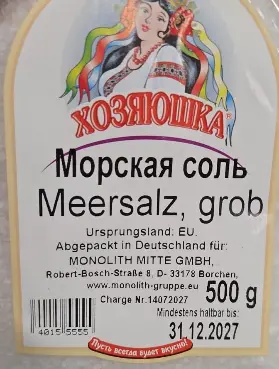 ХОЗЯЮШКА
Морская соль
Meersalz, grob
Ursprungsland: EU.
Abgepackt in Deutschland für:
MONOLITH MITTE GMBH,
Robert-Bosch-Straße 8, D- 33178 Borchen,
www.monolith-gruppe.eu
500 g
Charge Nr.14072027
Mindestens haltbar bis:
31.12.2027
4015 5555
Пусть всегда будет вкусно!